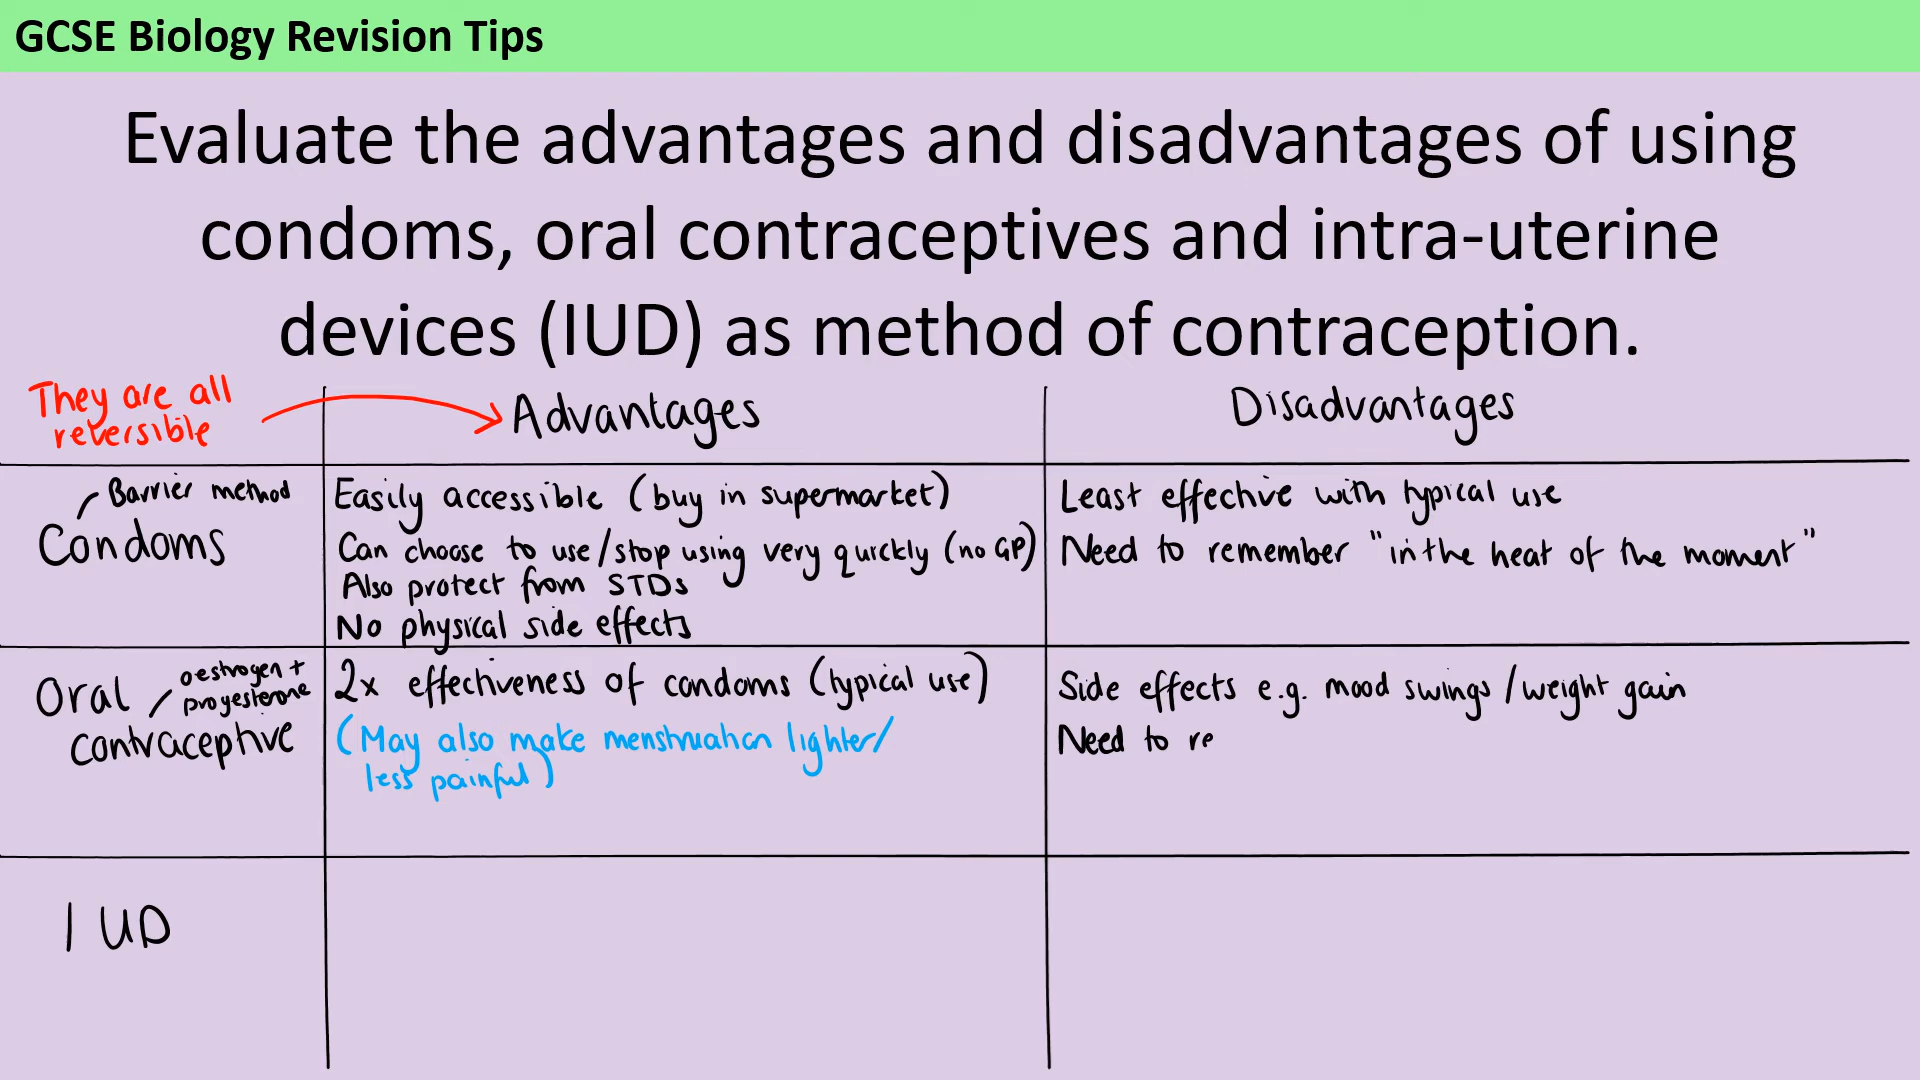 GCSE Biology Revision Tips
Evaluate the advantages and disadvantages of using
condoms, oral contraceptives and intra-uterine
devices (IUD) as method of contraception.
They are all
reversible
Advantages
Disadvantages
Barrier method
Condoms
Easily accessible (buy in supermarket)
Can choose to use/stop using very quickly (no GP)
Also protect from STDs
No physical side effects
Least effective with typical use
Need to remember "in the heat of the moment"
oestrogen +
progesterone
Oral
contraceptive
2x effectiveness of condoms (typical use)
(May also make menstruation lighter/
less painful)
Side effects e.g. mood swings/weight gain
Need to re
IUD